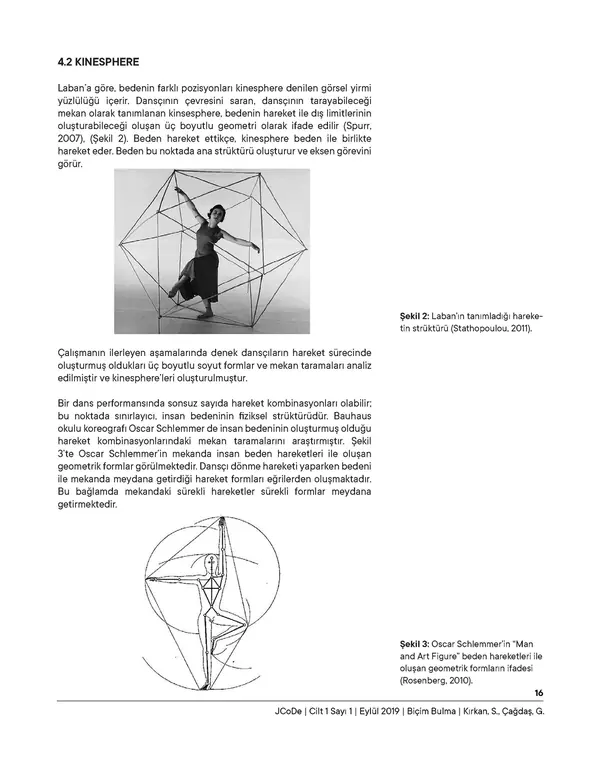 4.2 KINESPHERE
Laban’a göre, bedenin farklı pozisyonları kinesphere denilen görsel yirmi
yüzlülüğü içerir. Dansçının çevresini saran, dansçının tarayabileceği
mekan olarak tanımlanan kinsesphere, bedenin hareket ile dış limitlerinin
oluşturabileceği oluşan üç boyutlu geometri olarak ifade edilir (Spurr,
2007), (Şekil 2). Beden hareket ettikçe, kinesphere beden ile birlikte
hareket eder. Beden bu noktada ana strüktürü oluşturur ve eksen görevini
görür.
Şekil 2: Laban’ın tanımladığı hareke-
tin strüktürü (Stathopoulou, 2011).
Çalışmanın ilerleyen aşamalarında denek dansçıların hareket sürecinde
oluşturmuş oldukları üç boyutlu soyut formlar ve mekan taramaları analiz
edilmiştir ve kinesphere’leri oluşturulmuştur.
Bir dans performansında sonsuz sayıda hareket kombinasyonları olabilir;
bu noktada sınırlayıcı, insan bedeninin fiziksel strüktürüdür. Bauhaus
okulu koreografı Oscar Schlemmer de insan bedeninin oluşturmuş olduğu
hareket kombinasyonlarındaki mekan taramalarını araştırmıştır. Şekil
3’te Oscar Schlemmer’in mekanda insan beden hareketleri ile oluşan
geometrik formlar görülmektedir. Dansçı dönme hareketi yaparken bedeni
ile mekanda meydana getirdiği hareket formları eğrilerden oluşmaktadır.
Bu bağlamda mekandaki sürekli hareketler sürekli formlar meydana
getirmektedir.
Şekil 3: Oscar Schlemmer’in “Man
and Art Figure” beden hareketleri ile
oluşan geometrik formların ifadesi
(Rosenberg, 2010).
16
JCoDe | Cilt 1 Sayı 1 | Eylül 2019 | Biçim Bulma | Kırkan, S., Çağdaş, G.